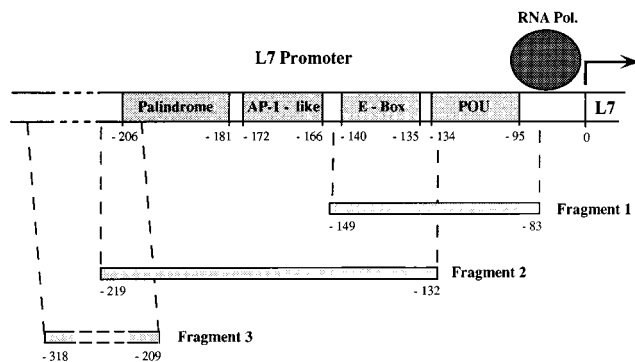 RNA Pol.
L7 Promoter
Palindrome AP-1 - like E - Box POU L7
- 206 - 181 - 172 - 166 - 140 - 135 - 134 - 95 0
Fragment 1
- 149 - 83
Fragment 2
- 219 - 132
Fragment 3
- 318 - 209